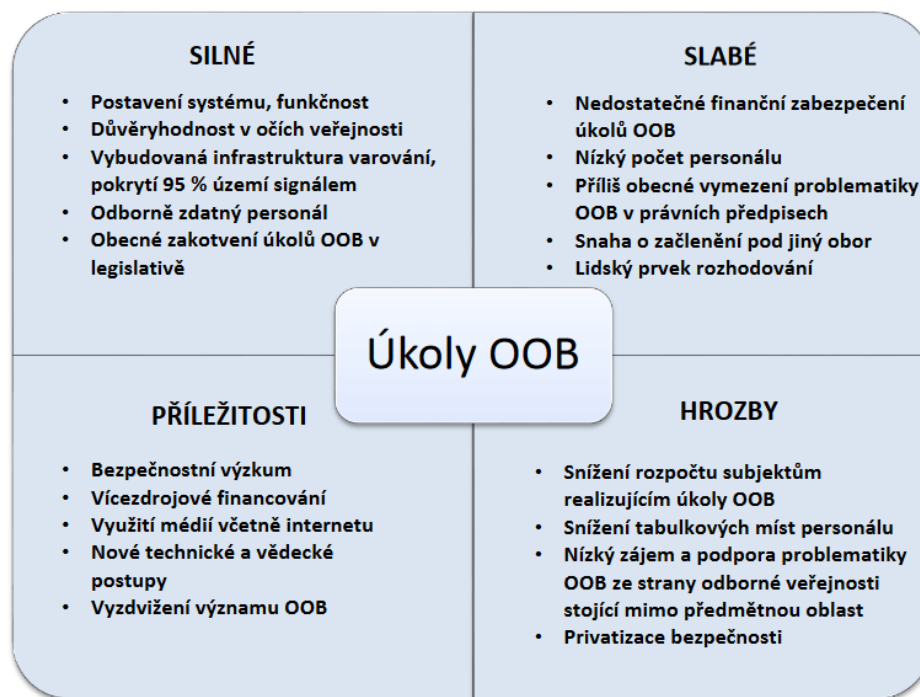 SILNÉ
• Postavení systému, funkčnost
• Důvěryhodnost v očích veřejnosti
• Vybudovaná infrastruktura varování,
pokrytí 95 % území signálem
• Odborně zdatný personál
• Obecné zakotvení úkolů OOB v
legislativě
SLABÉ
• Nedostatečné finanční zabezpečení
úkolů OOB
• Nízký počet personálu
• Příliš obecné vymezení problematiky
OOB v právních předpisech
• Snaha o začlenění pod jiný obor
• Lidský prvek rozhodování
Úkoly OOB
PŘÍLEŽITOSTI
• Bezpečnostní výzkum
• Vícezdrojové financování
• Využití médií včetně internetu
• Nové technické a vědecké
postupy
• Vyzdvižení významu OOB
HROZBY
• Snížení rozpočtu subjektům
realizujícím úkoly OOB
• Snížení tabulkových míst personálu
• Nízký zájem a podpora problematiky
OOB ze strany odborné veřejnosti
stojící mimo předmětnou oblast
• Privatizace bezpečnosti